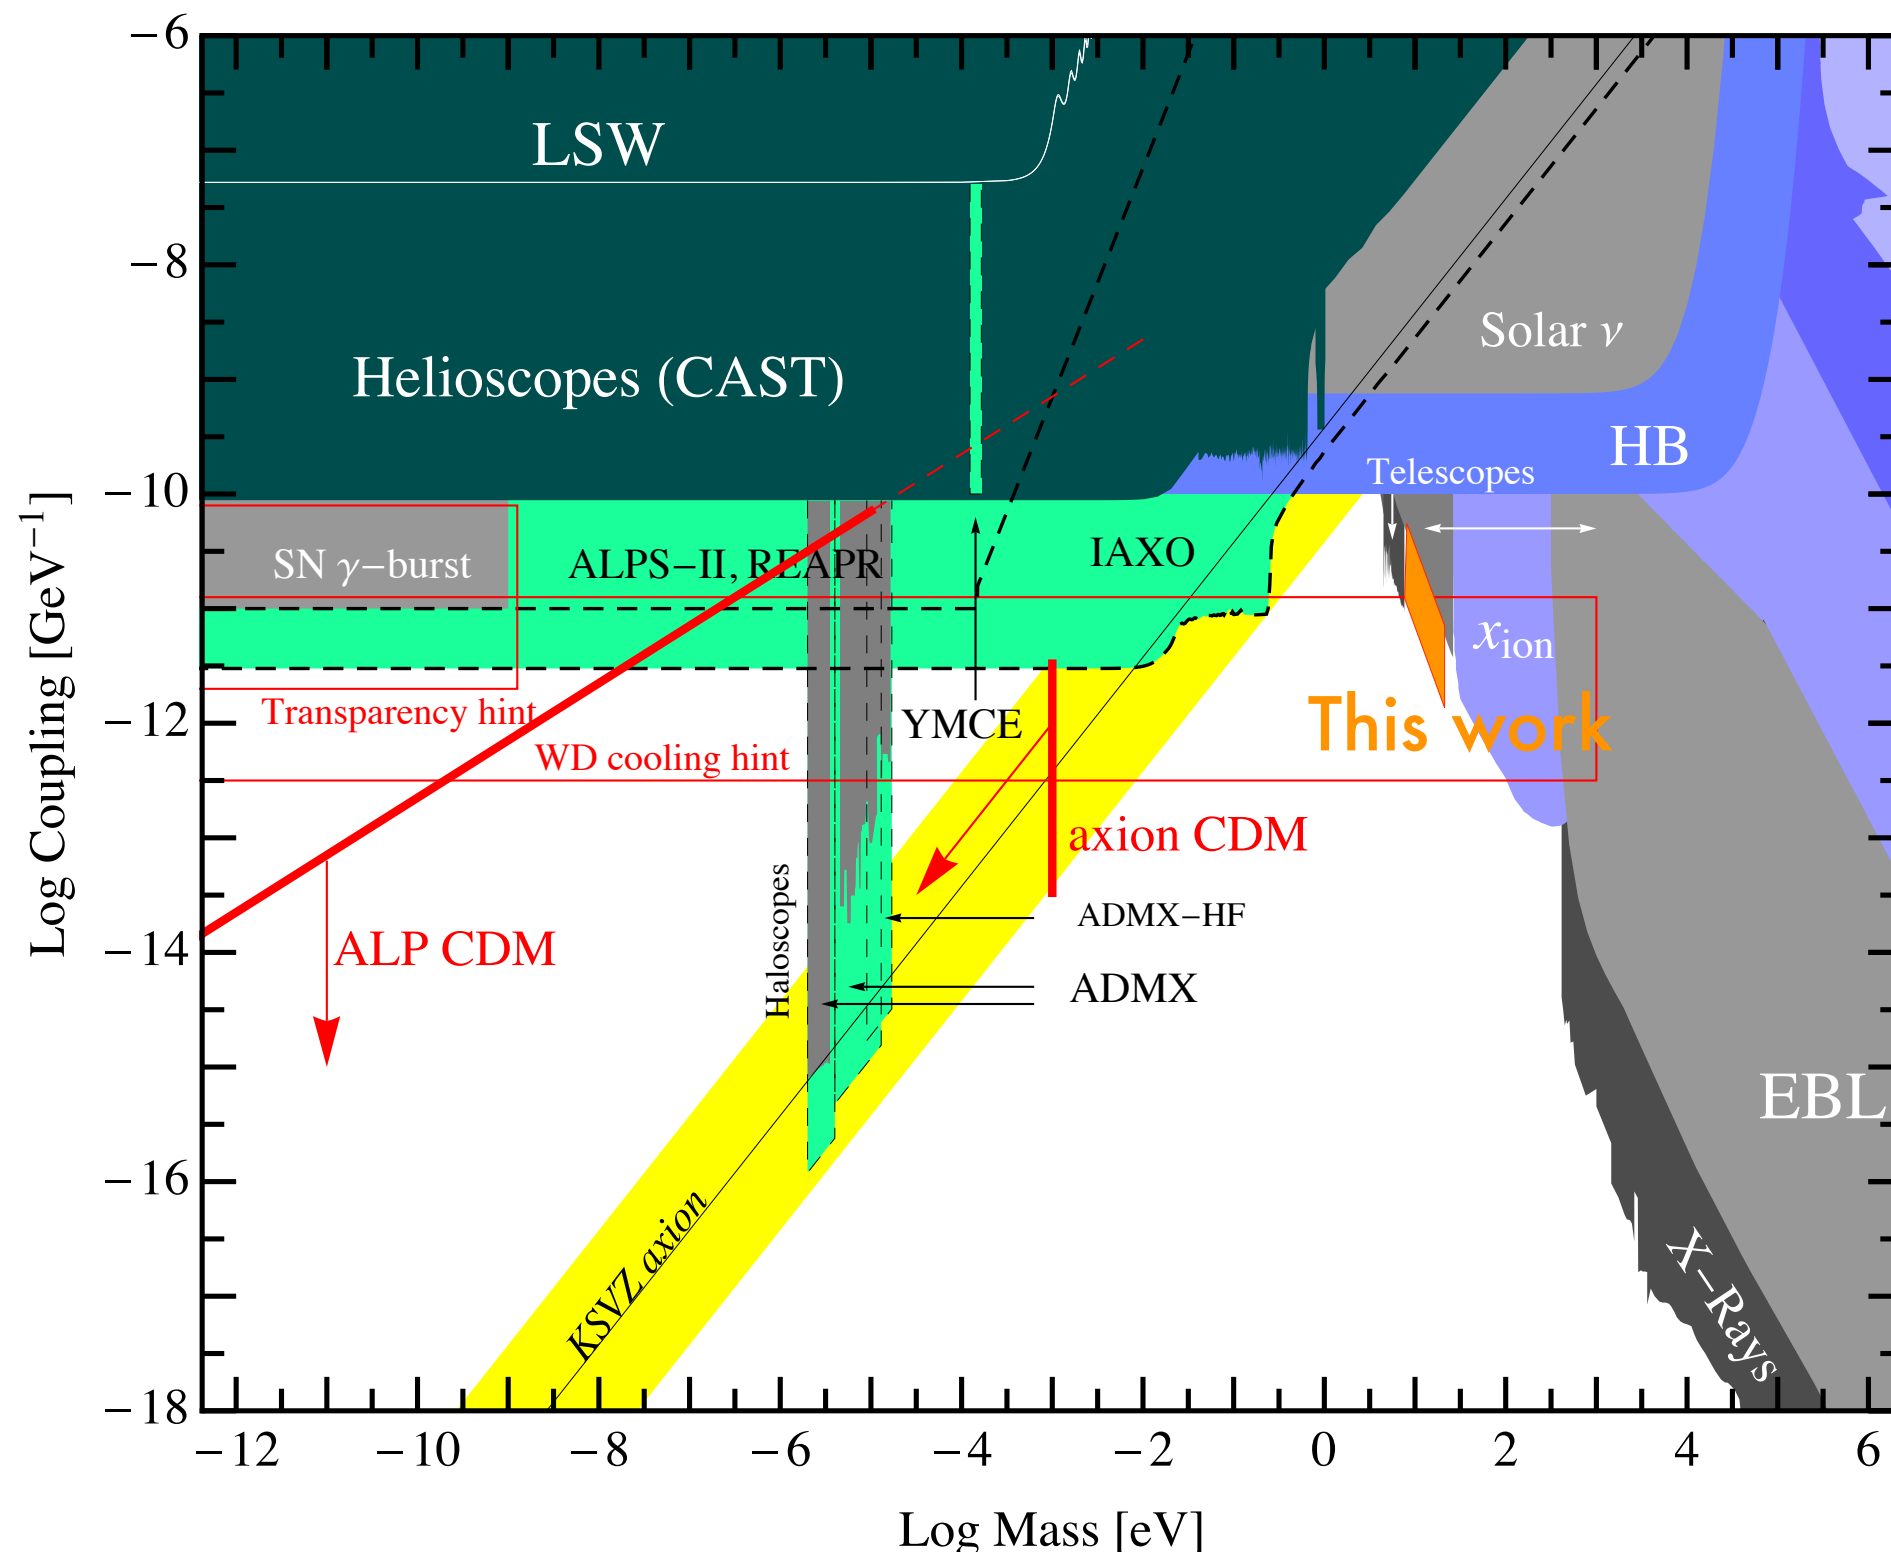 −6
−8
−10
−12
−14
−16
−18
Log Coupling [GeV−1]
LSW
Helioscopes (CAST)
Solar ν
HB
Telescopes
SN γ−burst
ALPS−II, REAPR
IAXO
xion
Transparency hint
YMCE
This work
WD cooling hint
axion CDM
Haloscopes
ADMX−HF
ALP CDM
ADMX
EBL
KSVZ axion
X−Rays
−12 −10 −8 −6 −4 −2 0 2 4 6
Log Mass [eV]